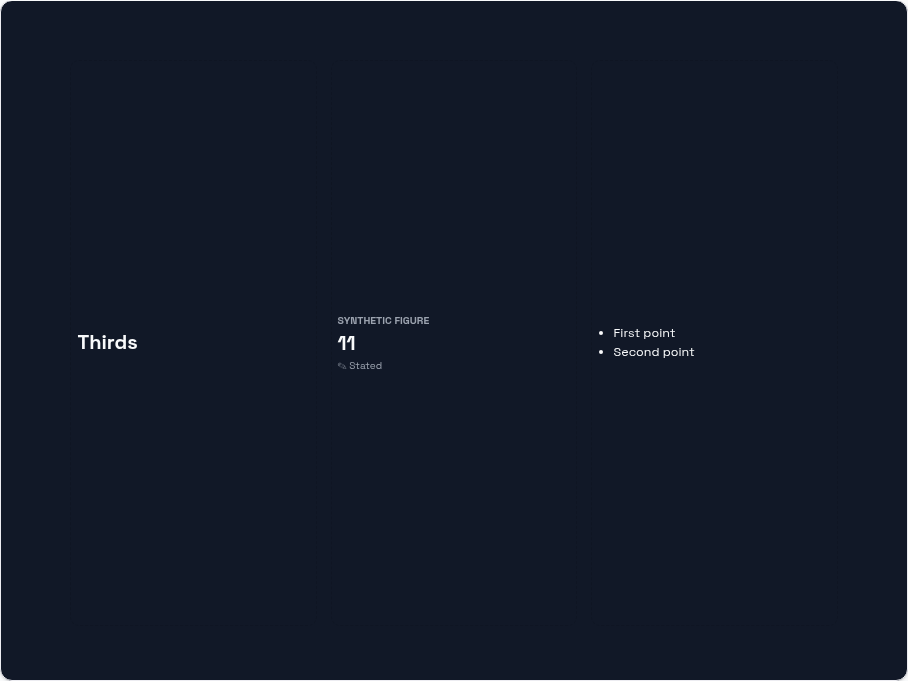 Thirds
SYNTHETIC FIGURE
11
✎ Stated
• First point
• Second point